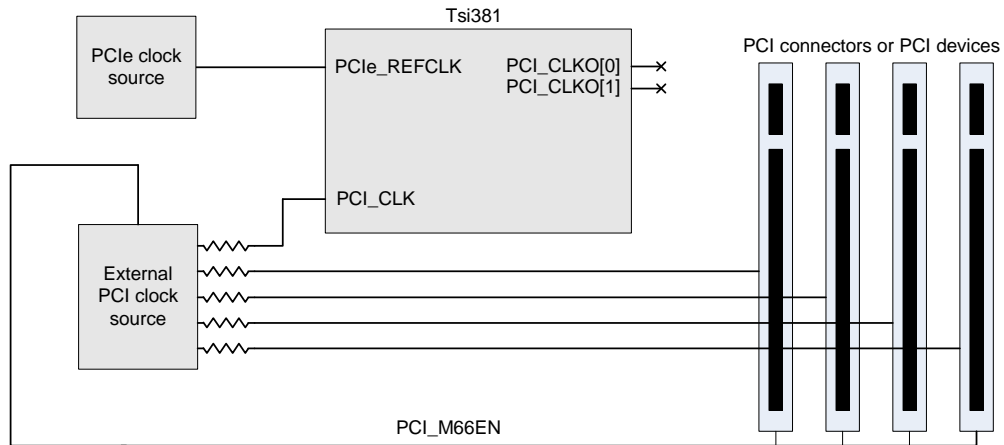 Tsi381
PCIe clock
source
PCIe_REFCLK
PCI_CLKO[0]
PCI_CLKO[1]
PCI connectors or PCI devices
PCI_CLK
External
PCI clock
source
PCI_M66EN